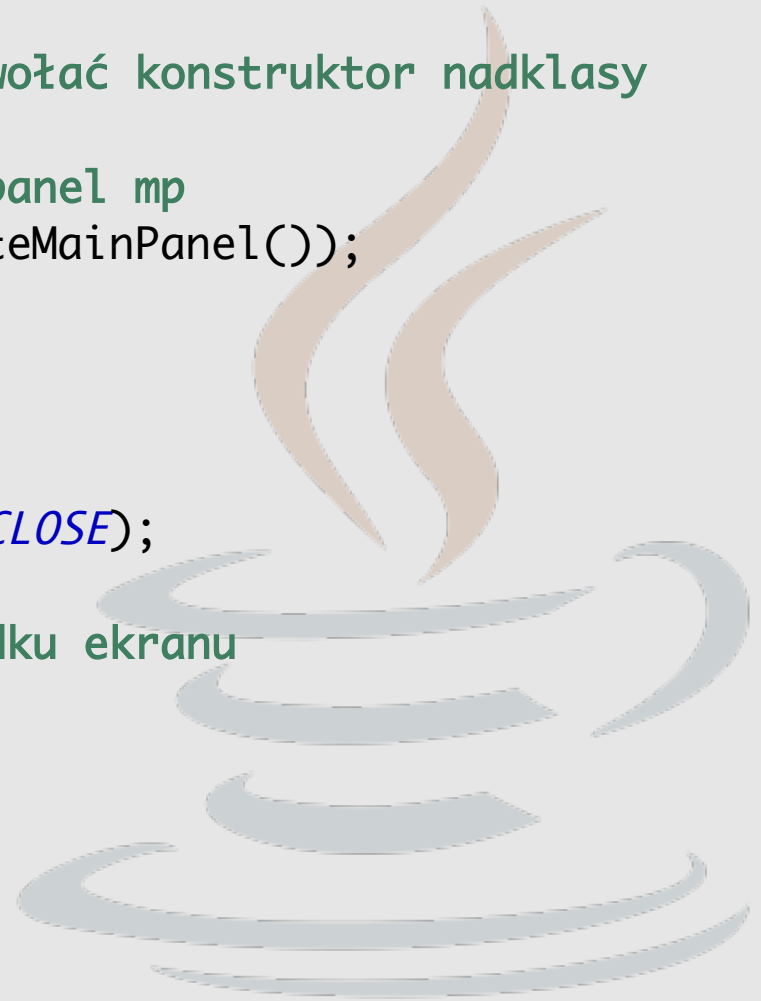 wołać konstruktor nadklasy
panel mp
teMainPanel());
CLOSE);
dku ekranu